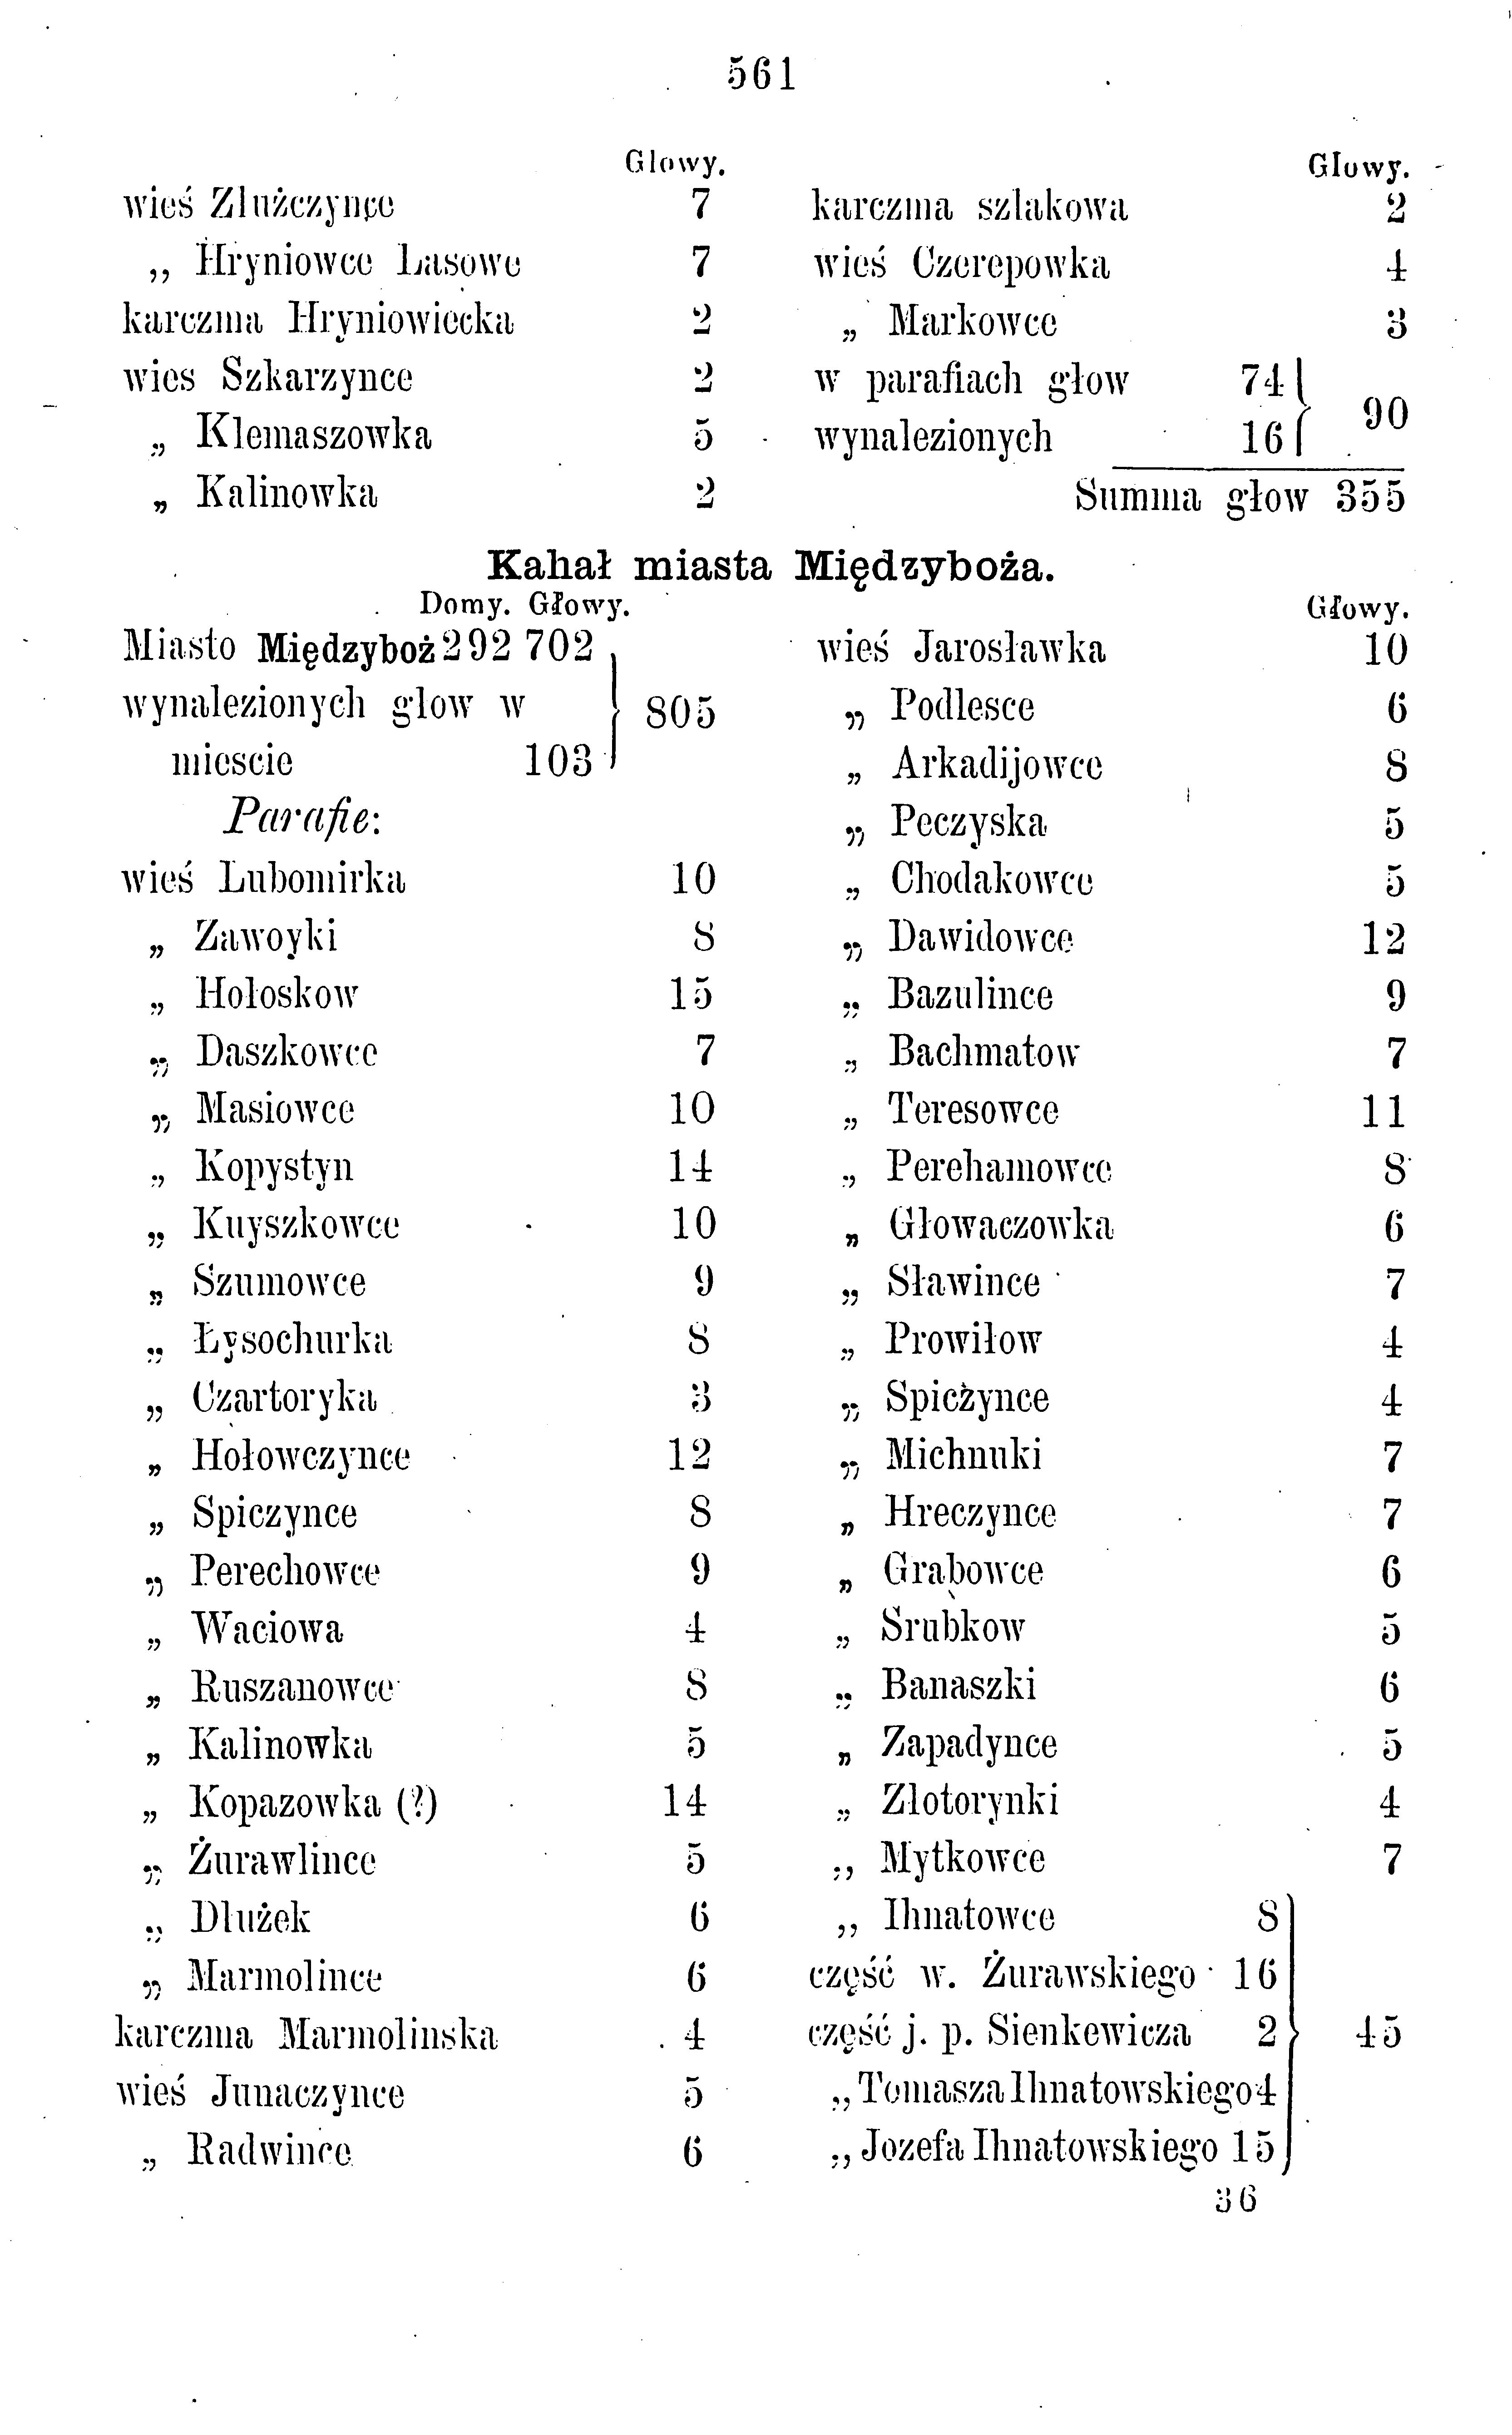 561
Glowy.
wieś Zlużczynce 7
„ Hryniowce Lasowe 7
karczma Hryniowiecka 2
wies Szkarzynce 2
„ Klemaszowka 5
„ Kalinowka 2
Głowy.
karczma szlakowa 2
wieś Czerepowka 4
„ Markowce 3
w parafiach głow 74
wynalezionych 16
90
Summa głow 355
Kahał miasta Międzyboża.
Domy. Głowy.
Miasto Międzyboż 292 702
wynalezionych glow w
miescie 103
805
Parafie:
wieś Lubomirka 10
„ Zawoyki 8
„ Hołoskow 15
„ Daszkowce 7
„ Masiowce 10
„ Kopystyn 14
„ Kuyszkowce 10
„ Szumowce 9
„ Łysochurka 8
„ Czartoryka 3
„ Hołowczynce 12
„ Spiczynce 8
„ Perechowce 9
„ Waciowa 4
„ Ruszanowce 8
„ Kalinowka 5
„ Kopazowka (?) 14
„ Żurawlince 5
„ Dlużek 6
„ Marmolince 6
karczma Marmolinska 4
wieś Junaczynce 5
„ Radwince 6
Głowy.
wieś Jarosławka 10
„ Podlesce 6
„ Arkadijowce 8
„ Peczyska 5
„ Chodakowce 5
„ Dawidowce 12
„ Bazulince 9
„ Bachmatow 7
„ Teresowce 11
„ Perehamowce 8
„ Głowaczowka 6
„ Sławince 7
„ Prowiłow 4
„ Spiczynce 4
„ Michnuki 7
„ Hreczynce 7
„ Grabowce 6
„ Srubkow 5
„ Banaszki 6
„ Zapadynce 5
„ Zlotorynki 4
„ Mytkowce 7
„ Ihnatowce 8
część w. Żurawskiego 16
część j. p. Sienkewicza 2
„ Tomasza Ihnatowskiego 4
„ Jozefa Ihnatowskiego 15
45
36